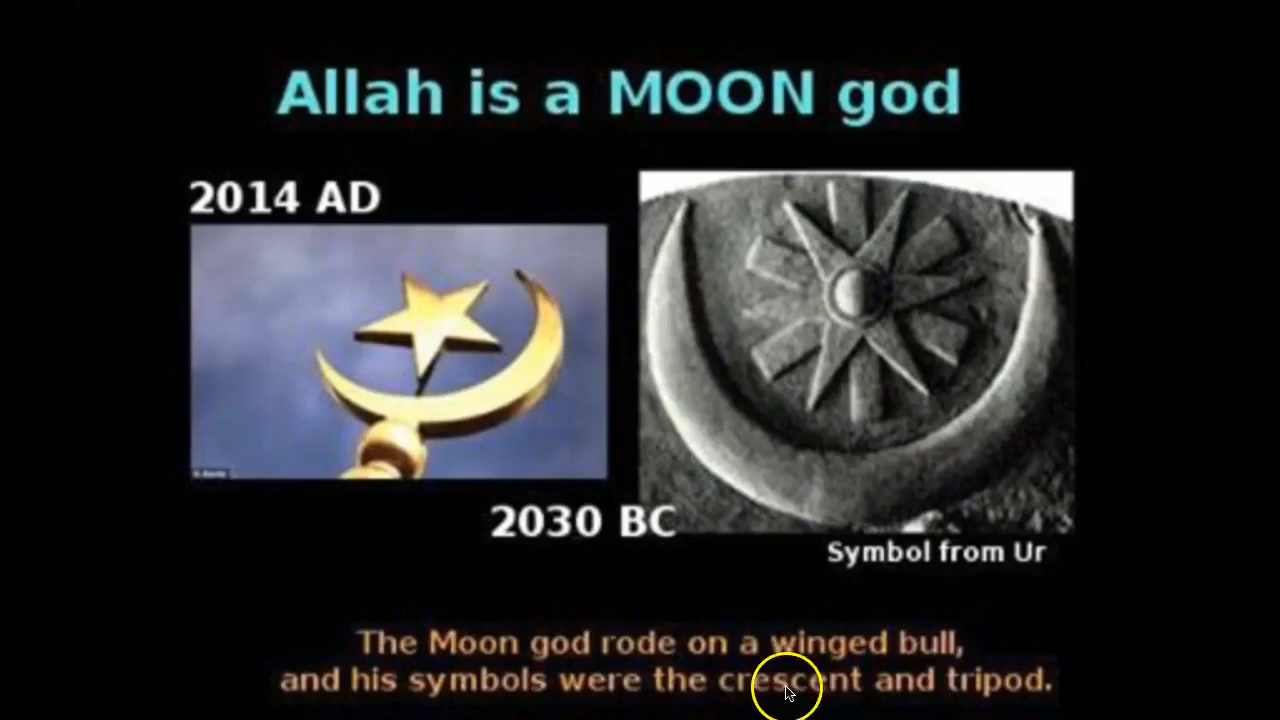 Allah is a MOON god
2014 AD
2030 BC
Symbol from Ur
The Moon god rode on a winged bull,
and his symbols were the crescent and tripod.